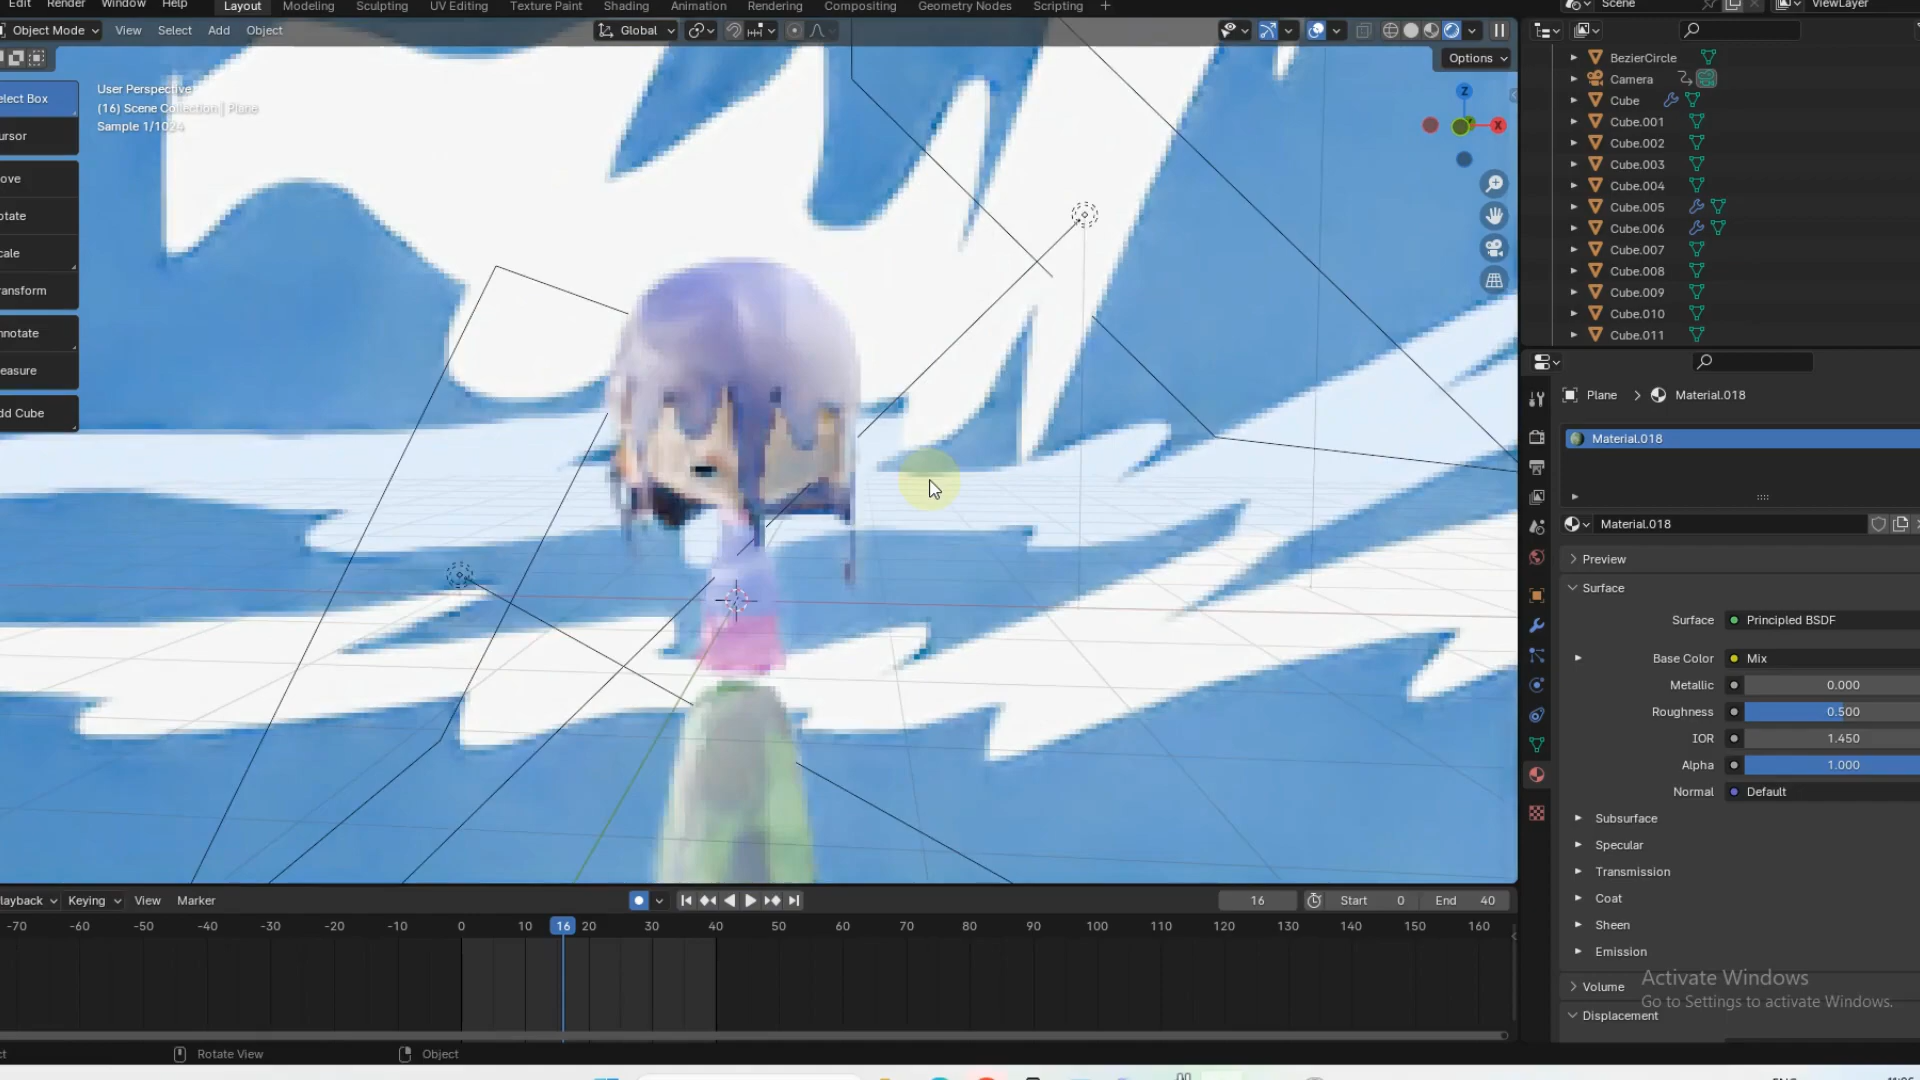 Edit Render Window Help Layout Modeling Sculpting UV Editing Texture Paint Shading Animation Rendering Compositing Geometry Nodes Scripting + Scene ViewLayer
Object Mode View Select Add Object Global
Options
elect Box
ursor
ove
otate
cale
ransform
nnotate
easure
dd Cube
User Perspective
(16) Scene Collection | Plane
Sample 1/1024
Z
X
BezierCircle
Camera
Cube
Cube.001
Cube.002
Cube.003
Cube.004
Cube.005
Cube.006
Cube.007
Cube.008
Cube.009
Cube.010
Cube.011
Plane > Material.018
Material.018
Material.018
Preview
Surface
Surface Principled BSDF
Base Color Mix
Metallic 0.000
Roughness 0.500
IOR 1.450
Alpha 1.000
Normal Default
Subsurface
Specular
Transmission
Coat
Sheen
Emission
Volume
Displacement
Activate Windows
Go to Settings to activate Windows.
layback Keying View Marker 16 Start 0 End 40
-70 -60 -50 -40 -30 -20 -10 0 10 16 20 30 40 50 60 70 80 90 100 110 120 130 140 150 160
ct Rotate View Object